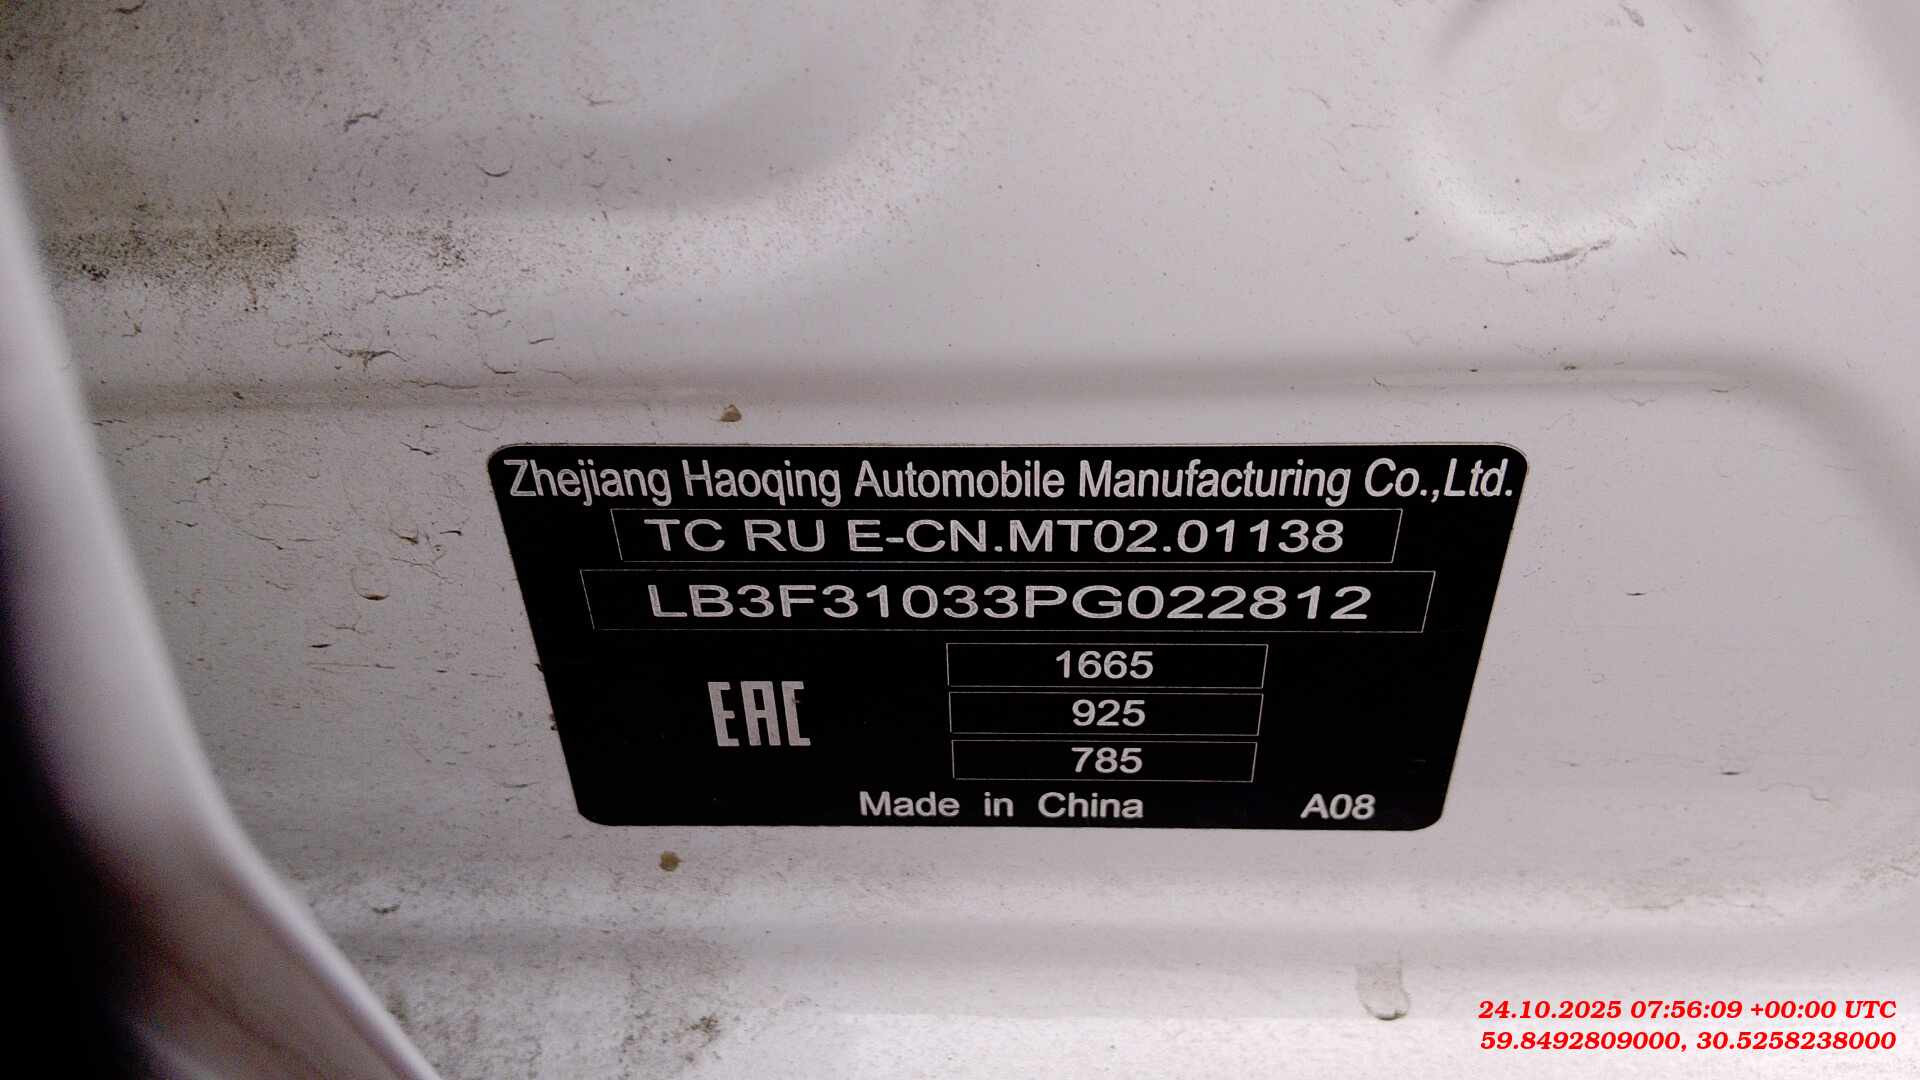 Zhejiang Haoqing Automobile Manufacturing Co.,Ltd.
TC RU E-CN.MT02.01138
LB3F31033PG022812
1665
EAC
925
785
Made in China A08
24.10.2025 07:56:09 +00:00 UTC
59.8492809000, 30.5258238000